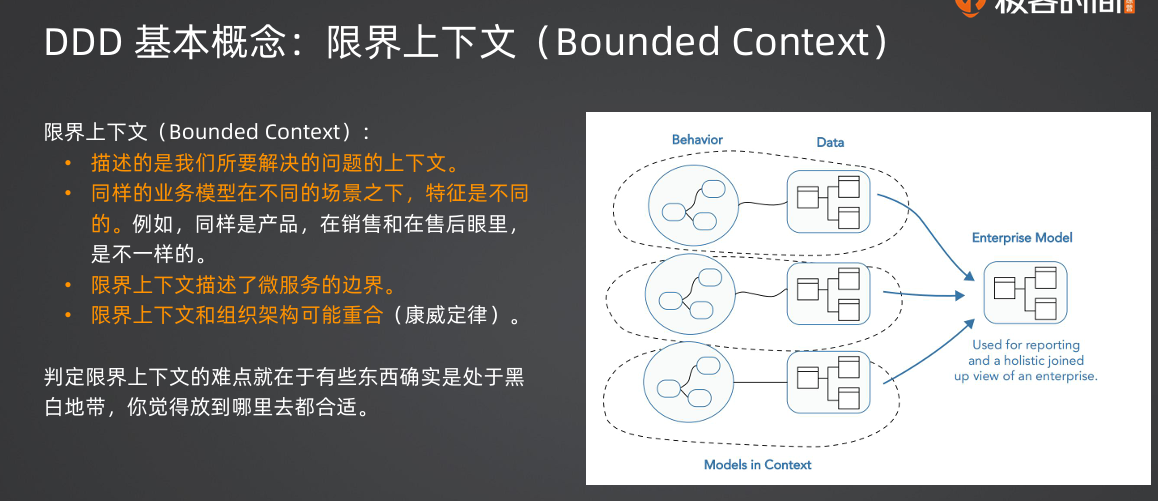 极客时间
DDD 基本概念：限界上下文（Bounded Context）
限界上下文（Bounded Context）:
• 描述的是我们所要解决的问题的上下文。
• 同样的业务模型在不同的场景之下，特征是不同
的。例如，同样是产品，在销售和在售后眼里，
是不一样的。
• 限界上下文描述了微服务的边界。
• 限界上下文和组织架构可能重合（康威定律）。
判定限界上下文的难点就在于有些东西确实是处于黑
白地带，你觉得放到哪里去都合适。
Behavior
Data
Enterprise Model
Used for reporting
and a holistic joined
up view of an enterprise.
Models in Context